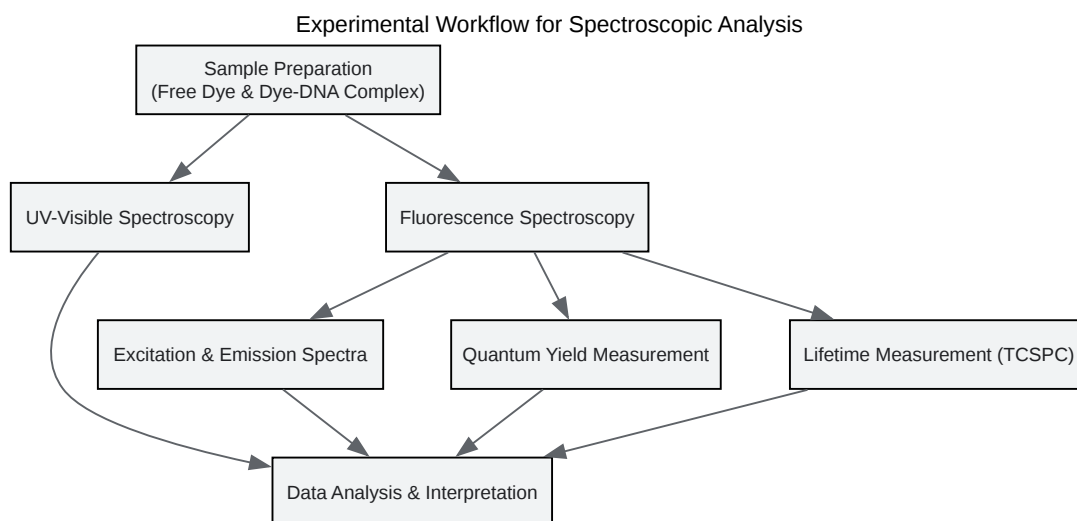 Experimental Workflow for Spectroscopic Analysis
Sample Preparation
(Free Dye & Dye-DNA Complex)
UV-Visible Spectroscopy
Fluorescence Spectroscopy
Excitation & Emission Spectra
Quantum Yield Measurement
Lifetime Measurement (TCSPC)
Data Analysis & Interpretation